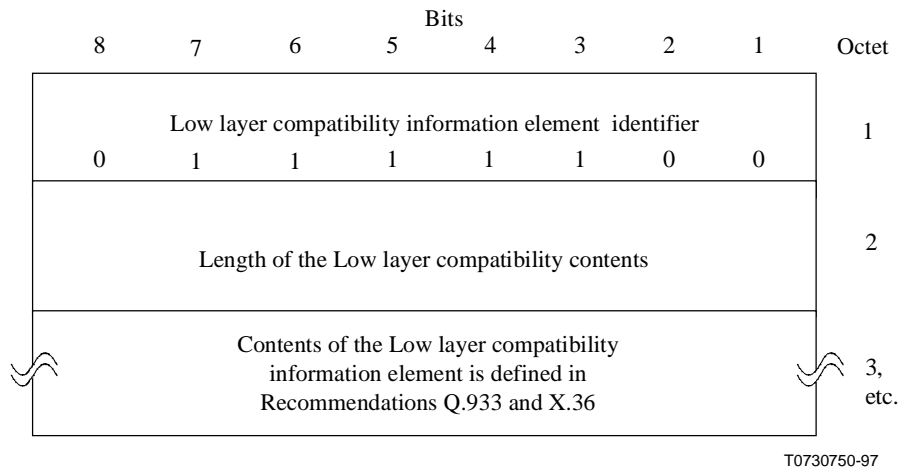 Bits
8 7 6 5 4 3 2 1 Octet
Low layer compatibility information element identifier
0 1 1 1 1 1 0 0
1
Length of the Low layer compatibility contents
2
Contents of the Low layer compatibility
information element is defined in
Recommendations Q.933 and X.36
3,
etc.
T0730750-97